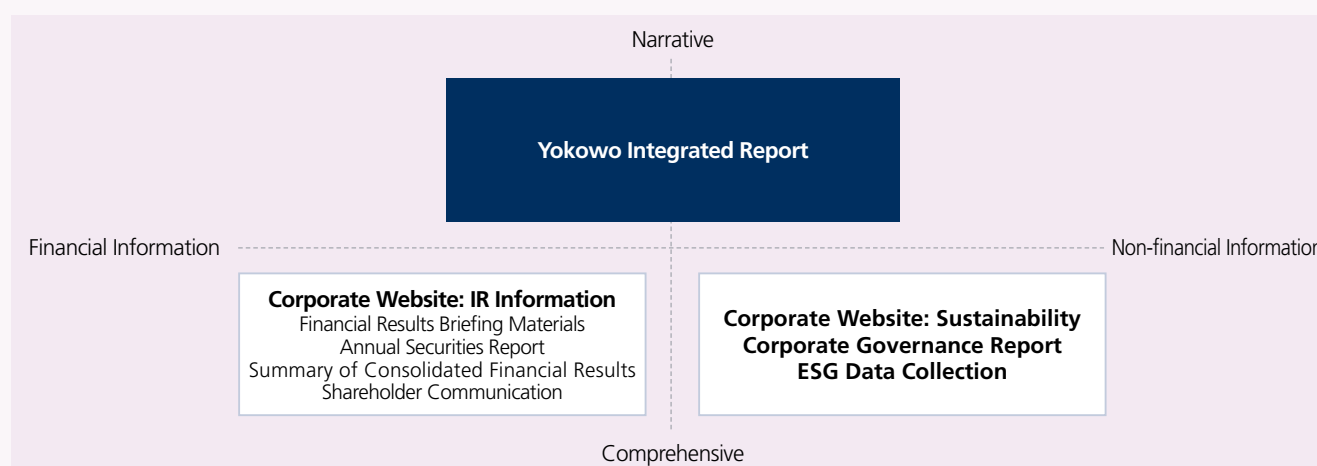 Narrative
Yokowo Integrated Report
Financial Information
Non-financial Information
Corporate Website: IR Information
Financial Results Briefing Materials
Annual Securities Report
Summary of Consolidated Financial Results
Shareholder Communication
Corporate Website: Sustainability
Corporate Governance Report
ESG Data Collection
Comprehensive